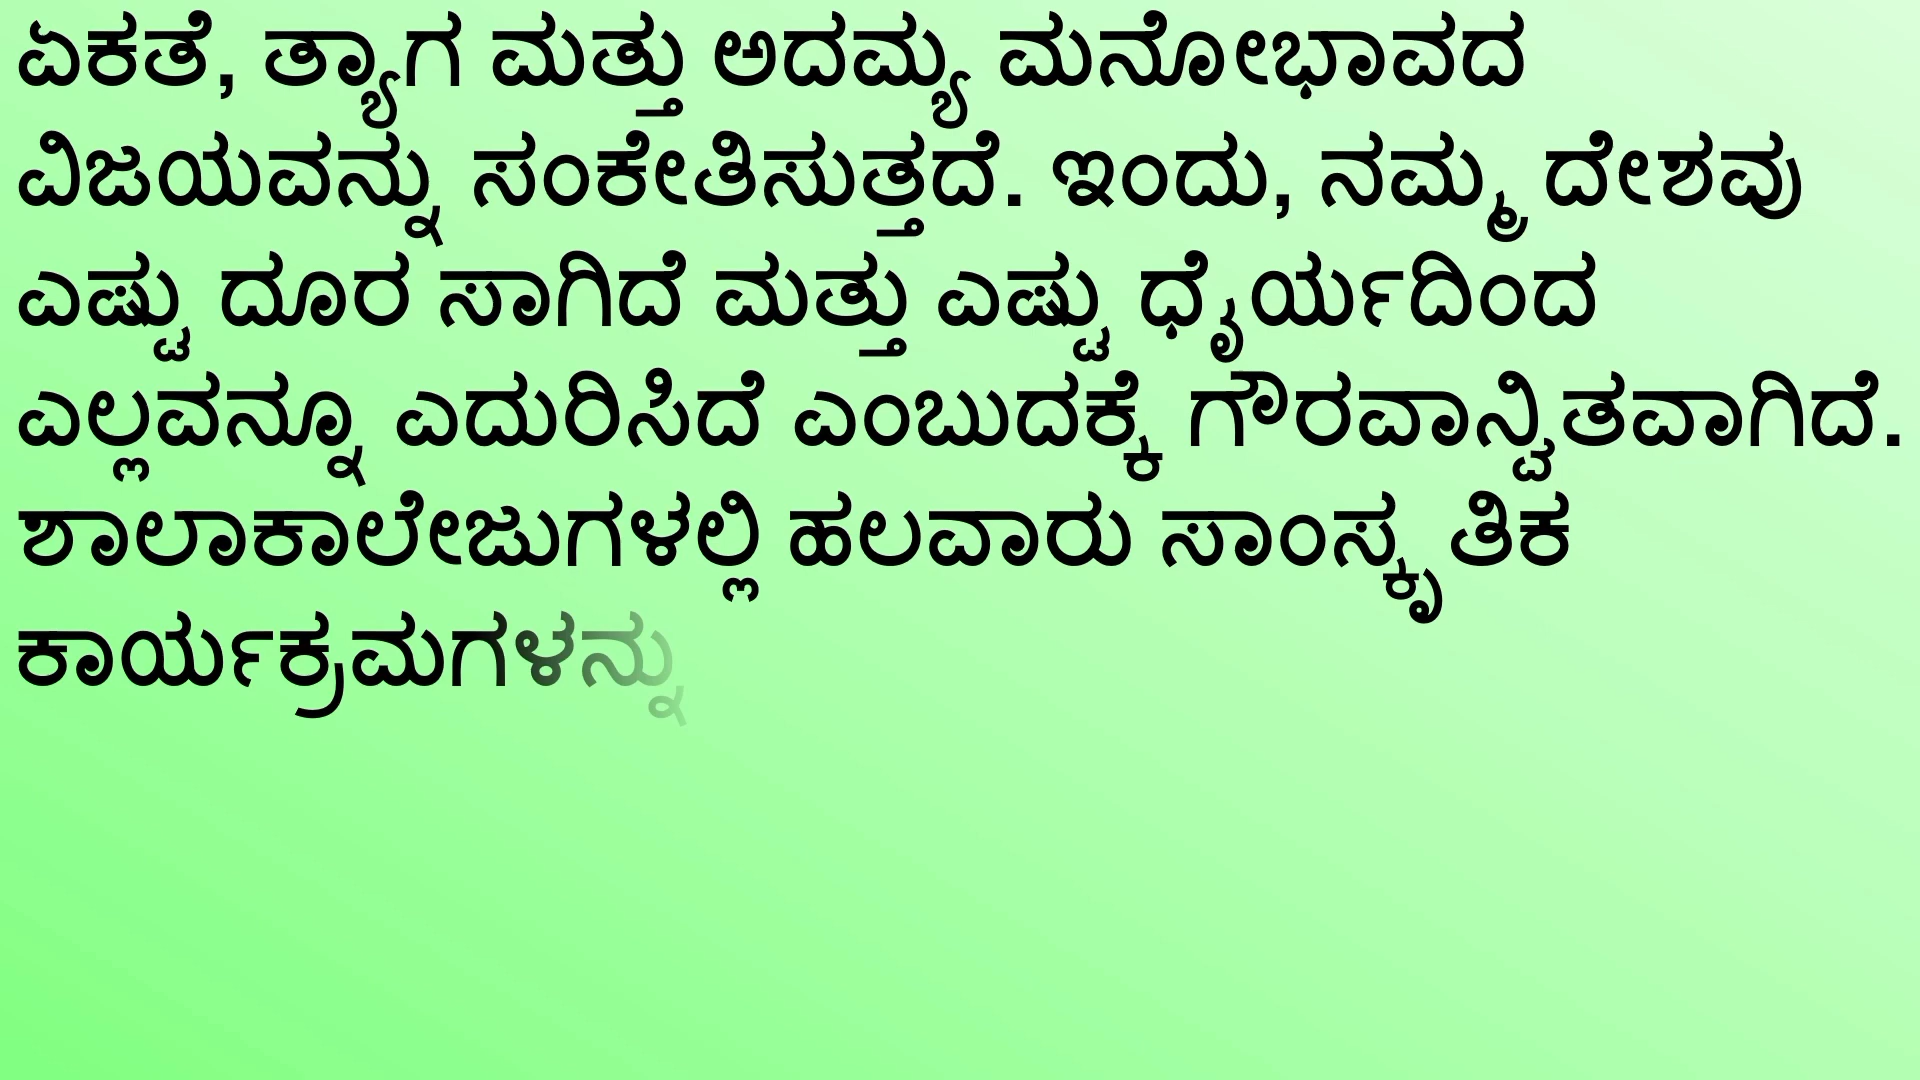 ಏಕತೆ, ತ್ಯಾಗ ಮತ್ತು ಅದಮ್ಯ ಮನೋಭಾವದ
ವಿಜಯವನ್ನು ಸಂಕೇತಿಸುತ್ತದೆ. ಇಂದು, ನಮ್ಮ ದೇಶವು
ಎಷ್ಟು ದೂರ ಸಾಗಿದೆ ಮತ್ತು ಎಷ್ಟು ಧೈರ್ಯದಿಂದ
ಎಲ್ಲವನ್ನೂ ಎದುರಿಸಿದೆ ಎಂಬುದಕ್ಕೆ ಗೌರವಾನ್ವಿತವಾಗಿದೆ.
ಶಾಲಾಕಾಲೇಜುಗಳಲ್ಲಿ ಹಲವಾರು ಸಾಂಸ್ಕೃತಿಕ
ಕಾರ್ಯಕ್ರಮಗಳನ್ನು